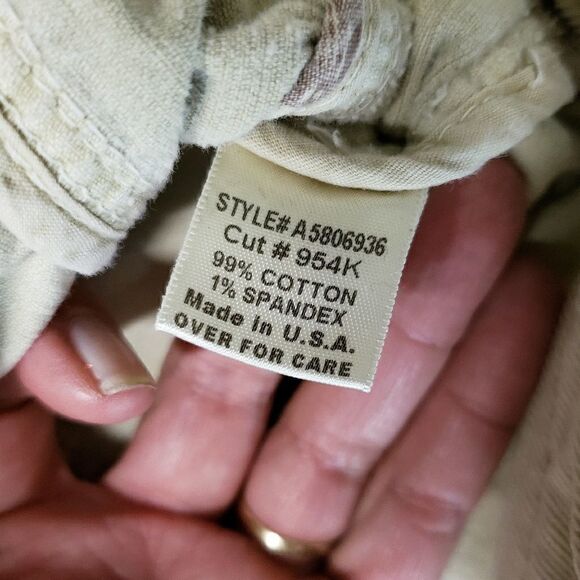 STYLE# A5806936
Cut # 954K
99% COTTON
1% SPANDEX
Made in U.S.A.
OVER FOR CARE